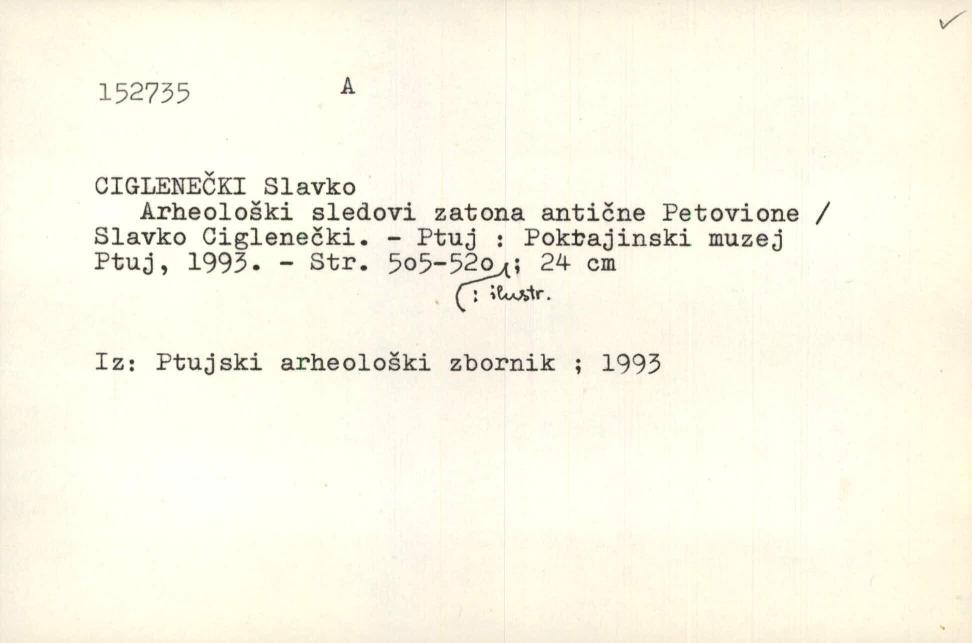 152735 A
CIGLENEČKI Slavko
Arheološki sledovi zatona antične Petovione /
Slavko Ciglenečki. - Ptuj : Pokrajinski muzej
Ptuj, 1993. - Str. 505-520 ; 24 cm
: ilustr.
Iz: Ptujski arheološki zbornik ; 1993